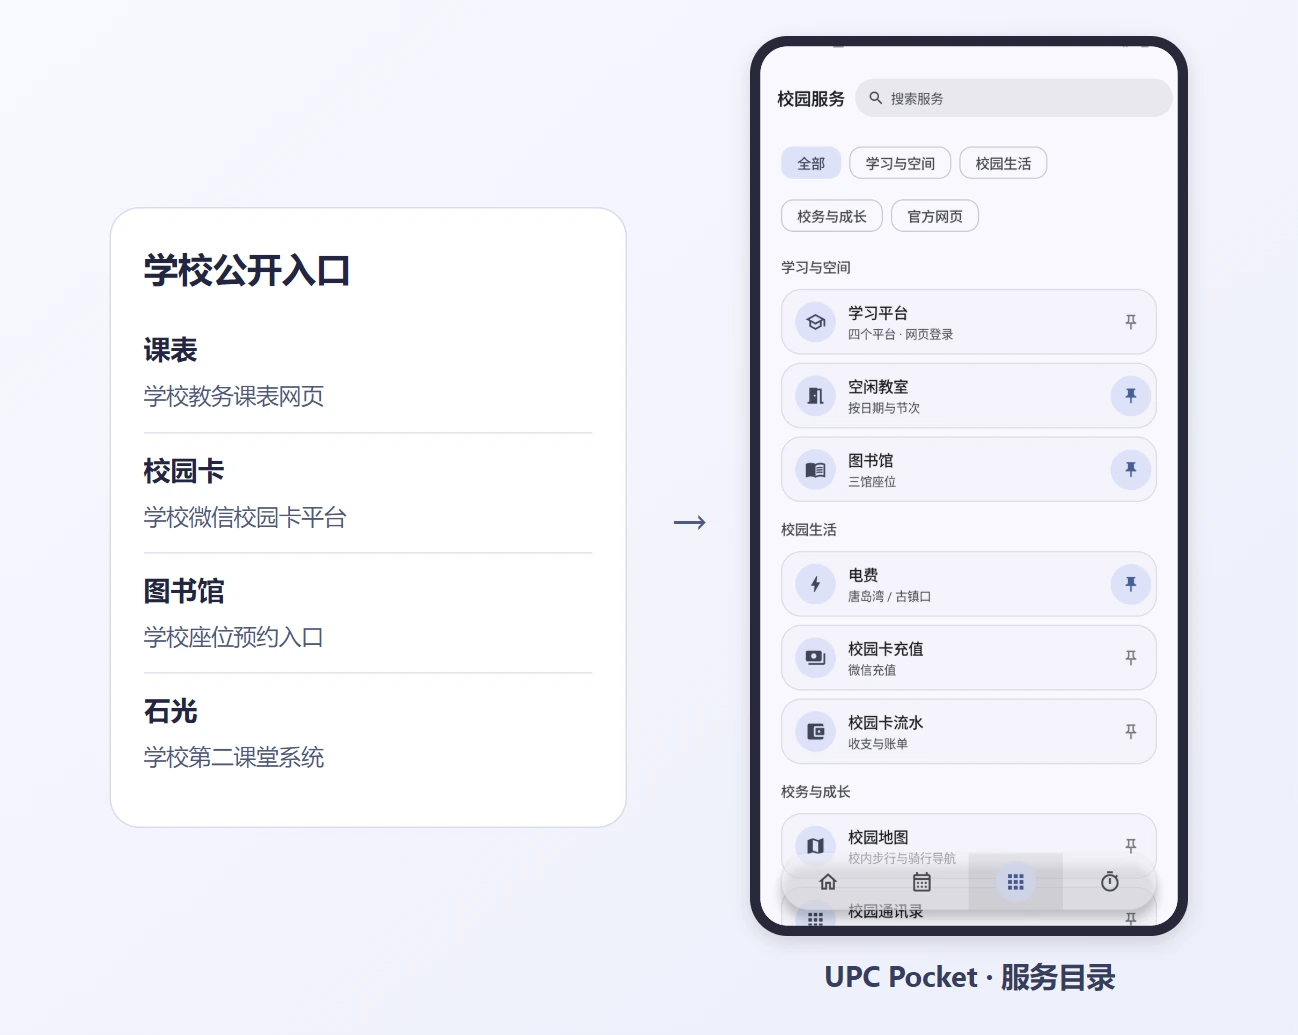 学校公开入口
课表
学校教务课表网页
校园卡
学校微信校园卡平台
图书馆
学校座位预约入口
石光
学校第二课堂系统
→
校园服务
搜索服务
全部
学习与空间
校园生活
校务与成长
官方网页
学习与空间
学习平台
四个平台 · 网页登录
空闲教室
按日期与节次
图书馆
三馆座位
校园生活
电费
唐岛湾 / 古镇口
校园卡充值
微信充值
校园卡流水
收支与账单
校务与成长
校园地图
校内步行与骑行导航
校园通讯录
UPC Pocket · 服务目录